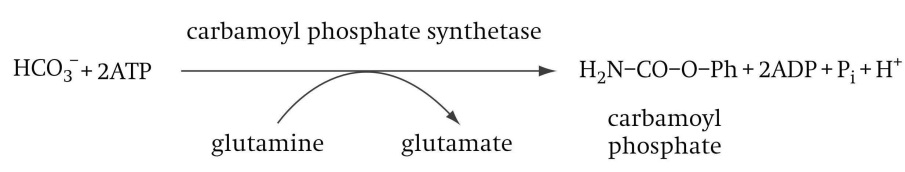 carbamoyl phosphate synthetase
HCO₃⁻ + 2ATP
H₂N–CO–O–Ph + 2ADP + Pᵢ + H⁺
glutamine
glutamate
carbamoyl
phosphate